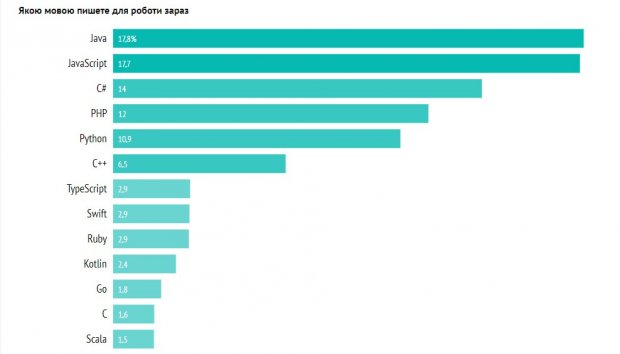 Якою мовою пишете для роботи зараз
Java 17,8%
JavaScript 17,7
C# 14
PHP 12
Python 10,9
C++ 6,5
TypeScript 2,9
Swift 2,9
Ruby 2,9
Kotlin 2,4
Go 1,8
C 1,6
Scala 1,5